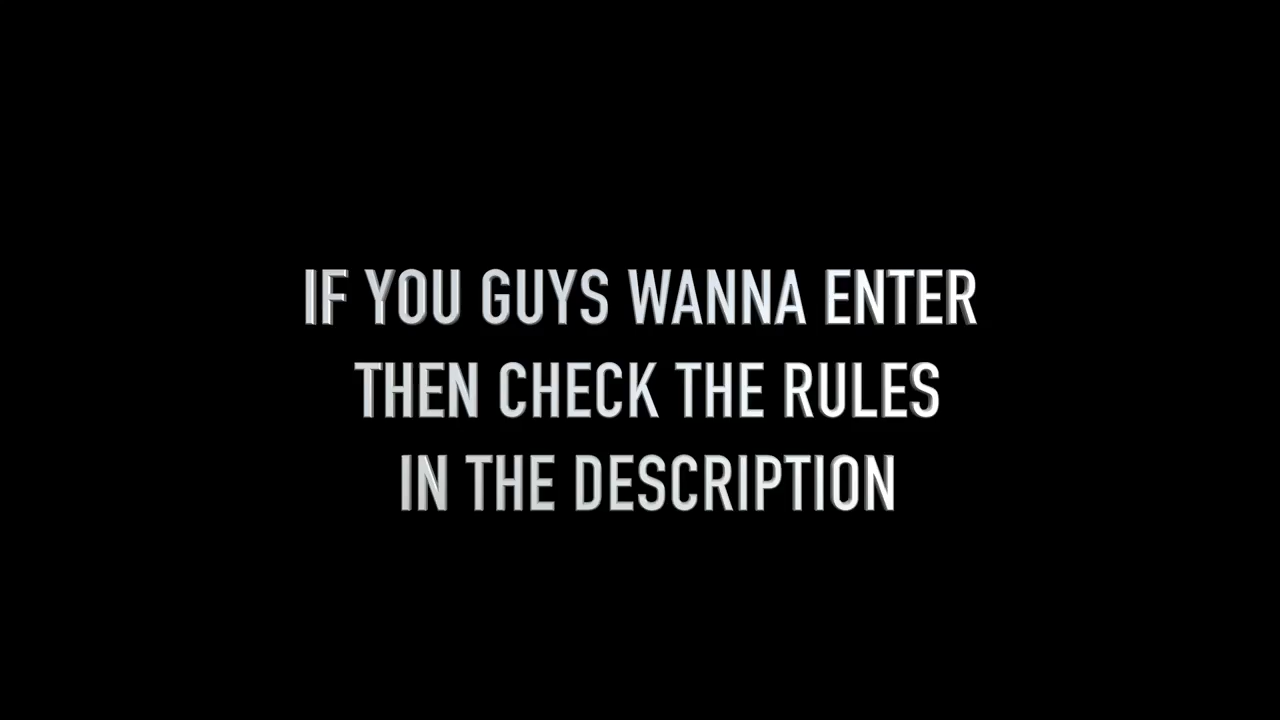 IF YOU GUYS WANNA ENTER
THEN CHECK THE RULES
IN THE DESCRIPTION